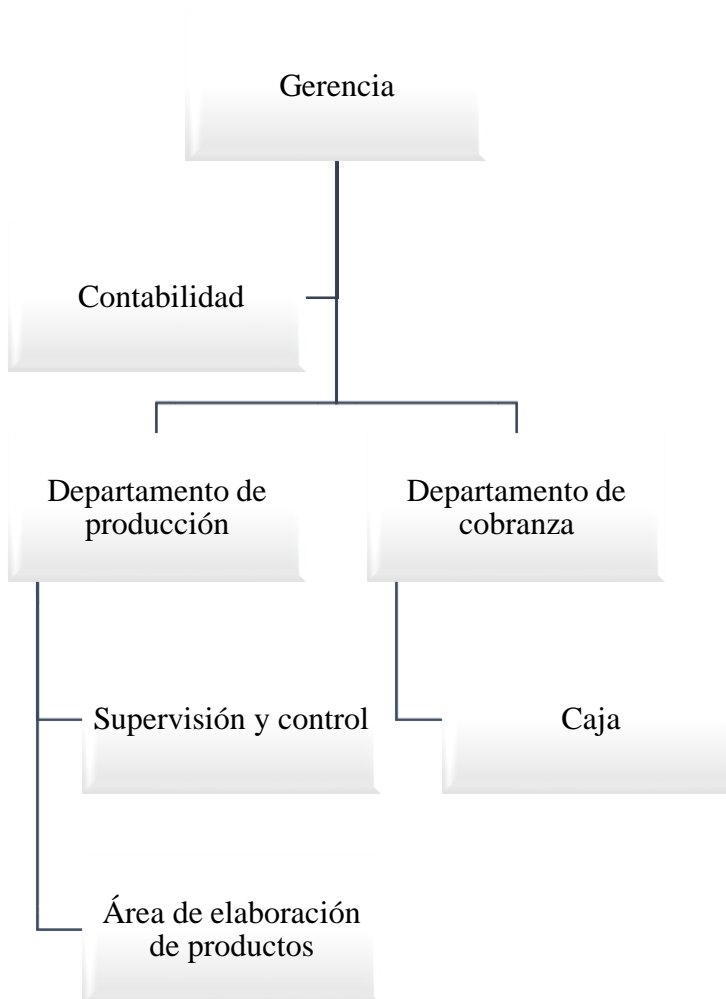 Gerencia
Contabilidad
Departamento de
producción
Departamento de
cobranza
Supervisión y control
Caja
Área de elaboración
de productos